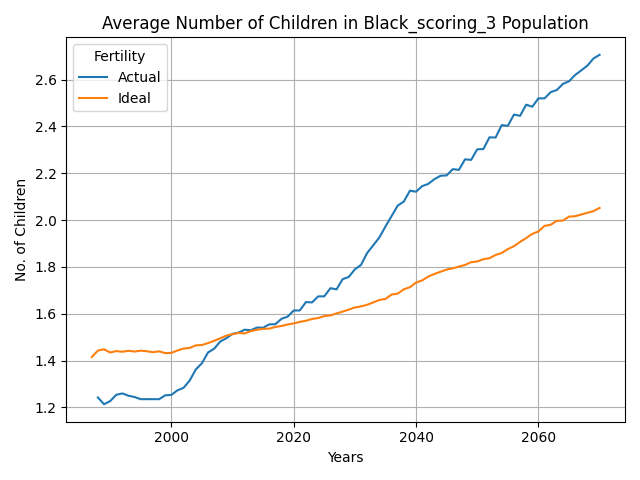 Average Number of Children in Black_scoring_3 Population
Fertility
Actual
Ideal
No. of Children
2.6
2.4
2.2
2.0
1.8
1.6
1.4
1.2
2000 2020 2040 2060
Years